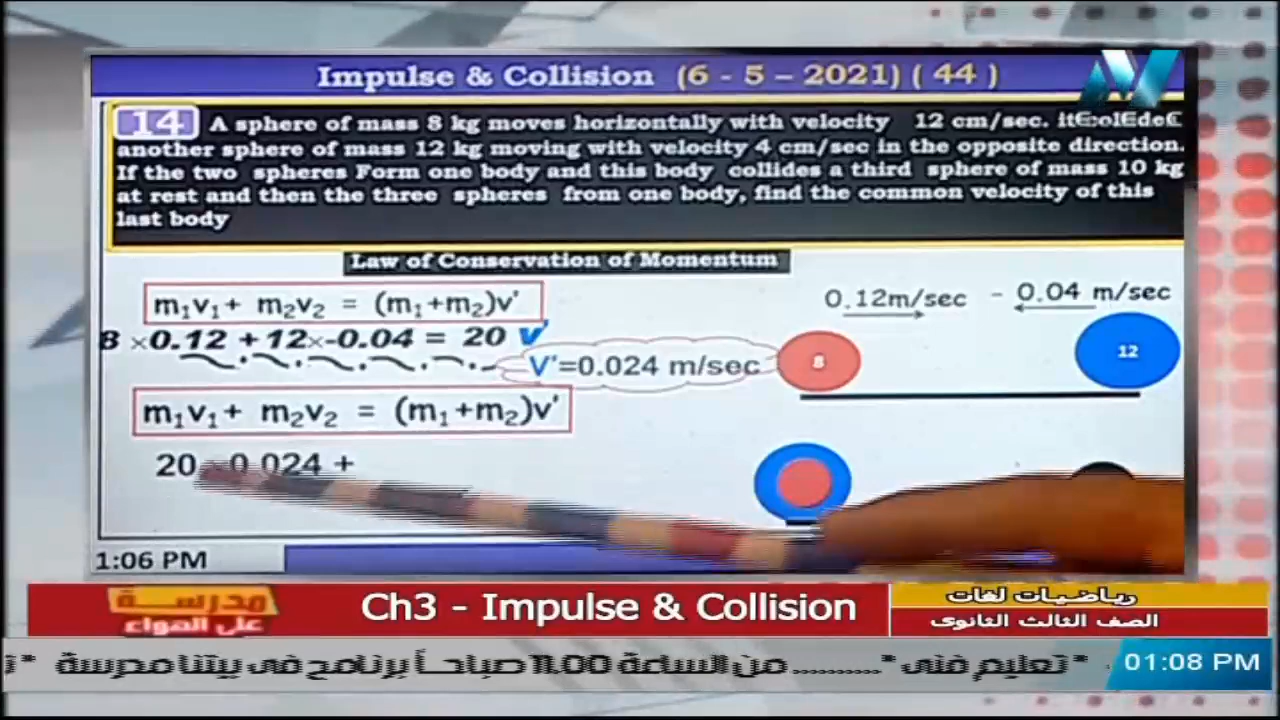 Impulse & Collision (6 - 5 – 2021) ( 44 )
14 A sphere of mass 8 kg moves horizontally with velocity 12 cm/sec.
another sphere of mass 12 kg moving with velocity 4 cm/sec in the opposite direction.
If the two spheres Form one body and this body collides a third sphere of mass 10 kg
at rest and then the three spheres from one body, find the common velocity of this
last body
Law of Conservation of Momentum
m₁v₁ + m₂v₂ = (m₁+m₂)v'
0.12m/sec - 0.04 m/sec
8 ×0.12 +12×-0.04 = 20 v'
V'=0.024 m/sec
8
12
m₁v₁ + m₂v₂ = (m₁+m₂)v'
20 × 0.024 +
1:06 PM
مدرسة
على الهواء
Ch3 - Impulse & Collision
رياضيات لغات
الصف الثالث الثانوى
*تعليم فنى *.......... من الساعة 11.00 صباحاً برنامج فى بيتنا مدرسة *
01:08 PM